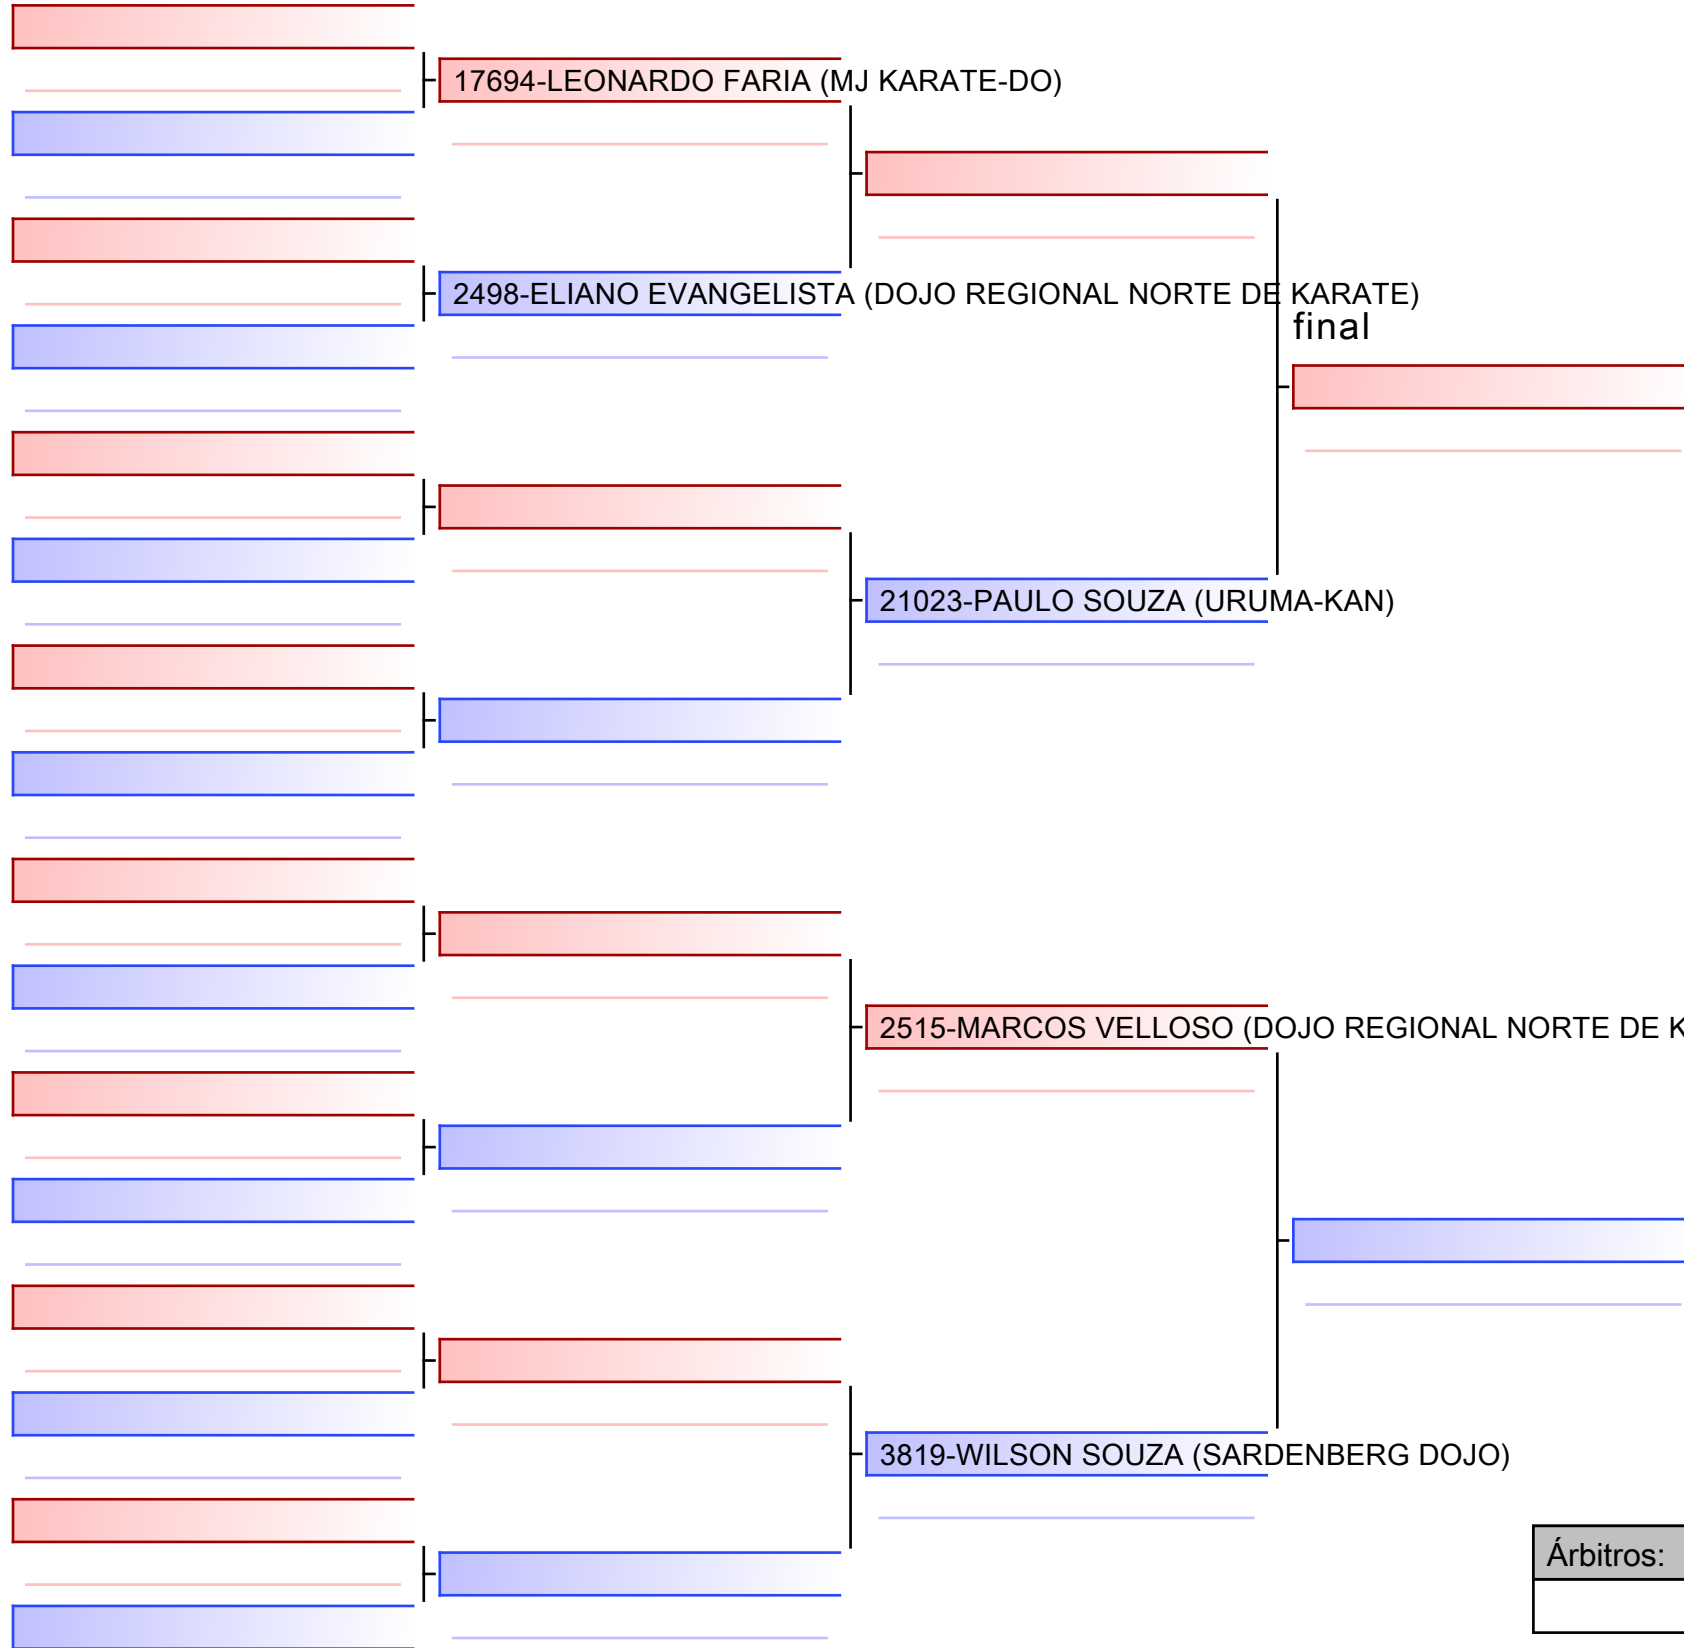 17694-LEONARDO FARIA (MJ KARATE-DO)
2498-ELIANO EVANGELISTA (DOJO REGIONAL NORTE DE KARATE)
final
21023-PAULO SOUZA (URUMA-KAN)
2515-MARCOS VELLOSO (DOJO REGIONAL NORTE DE
3819-WILSON SOUZA (SARDENBERG DOJO)
Árbitros: